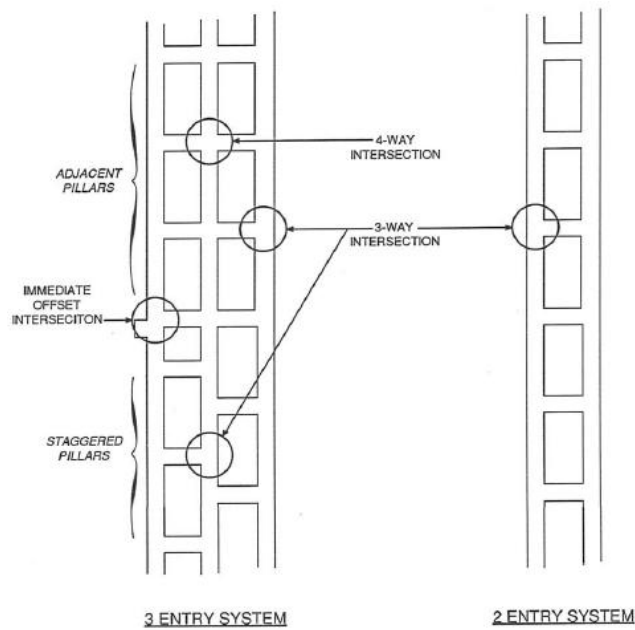 4-WAY
INTERSECTION
ADJACENT
PILLARS
3-WAY
INTERSECTION
IMMEDIATE
OFFSET
INTERSECITON
STAGGERED
PILLARS
3 ENTRY SYSTEM
2 ENTRY SYSTEM